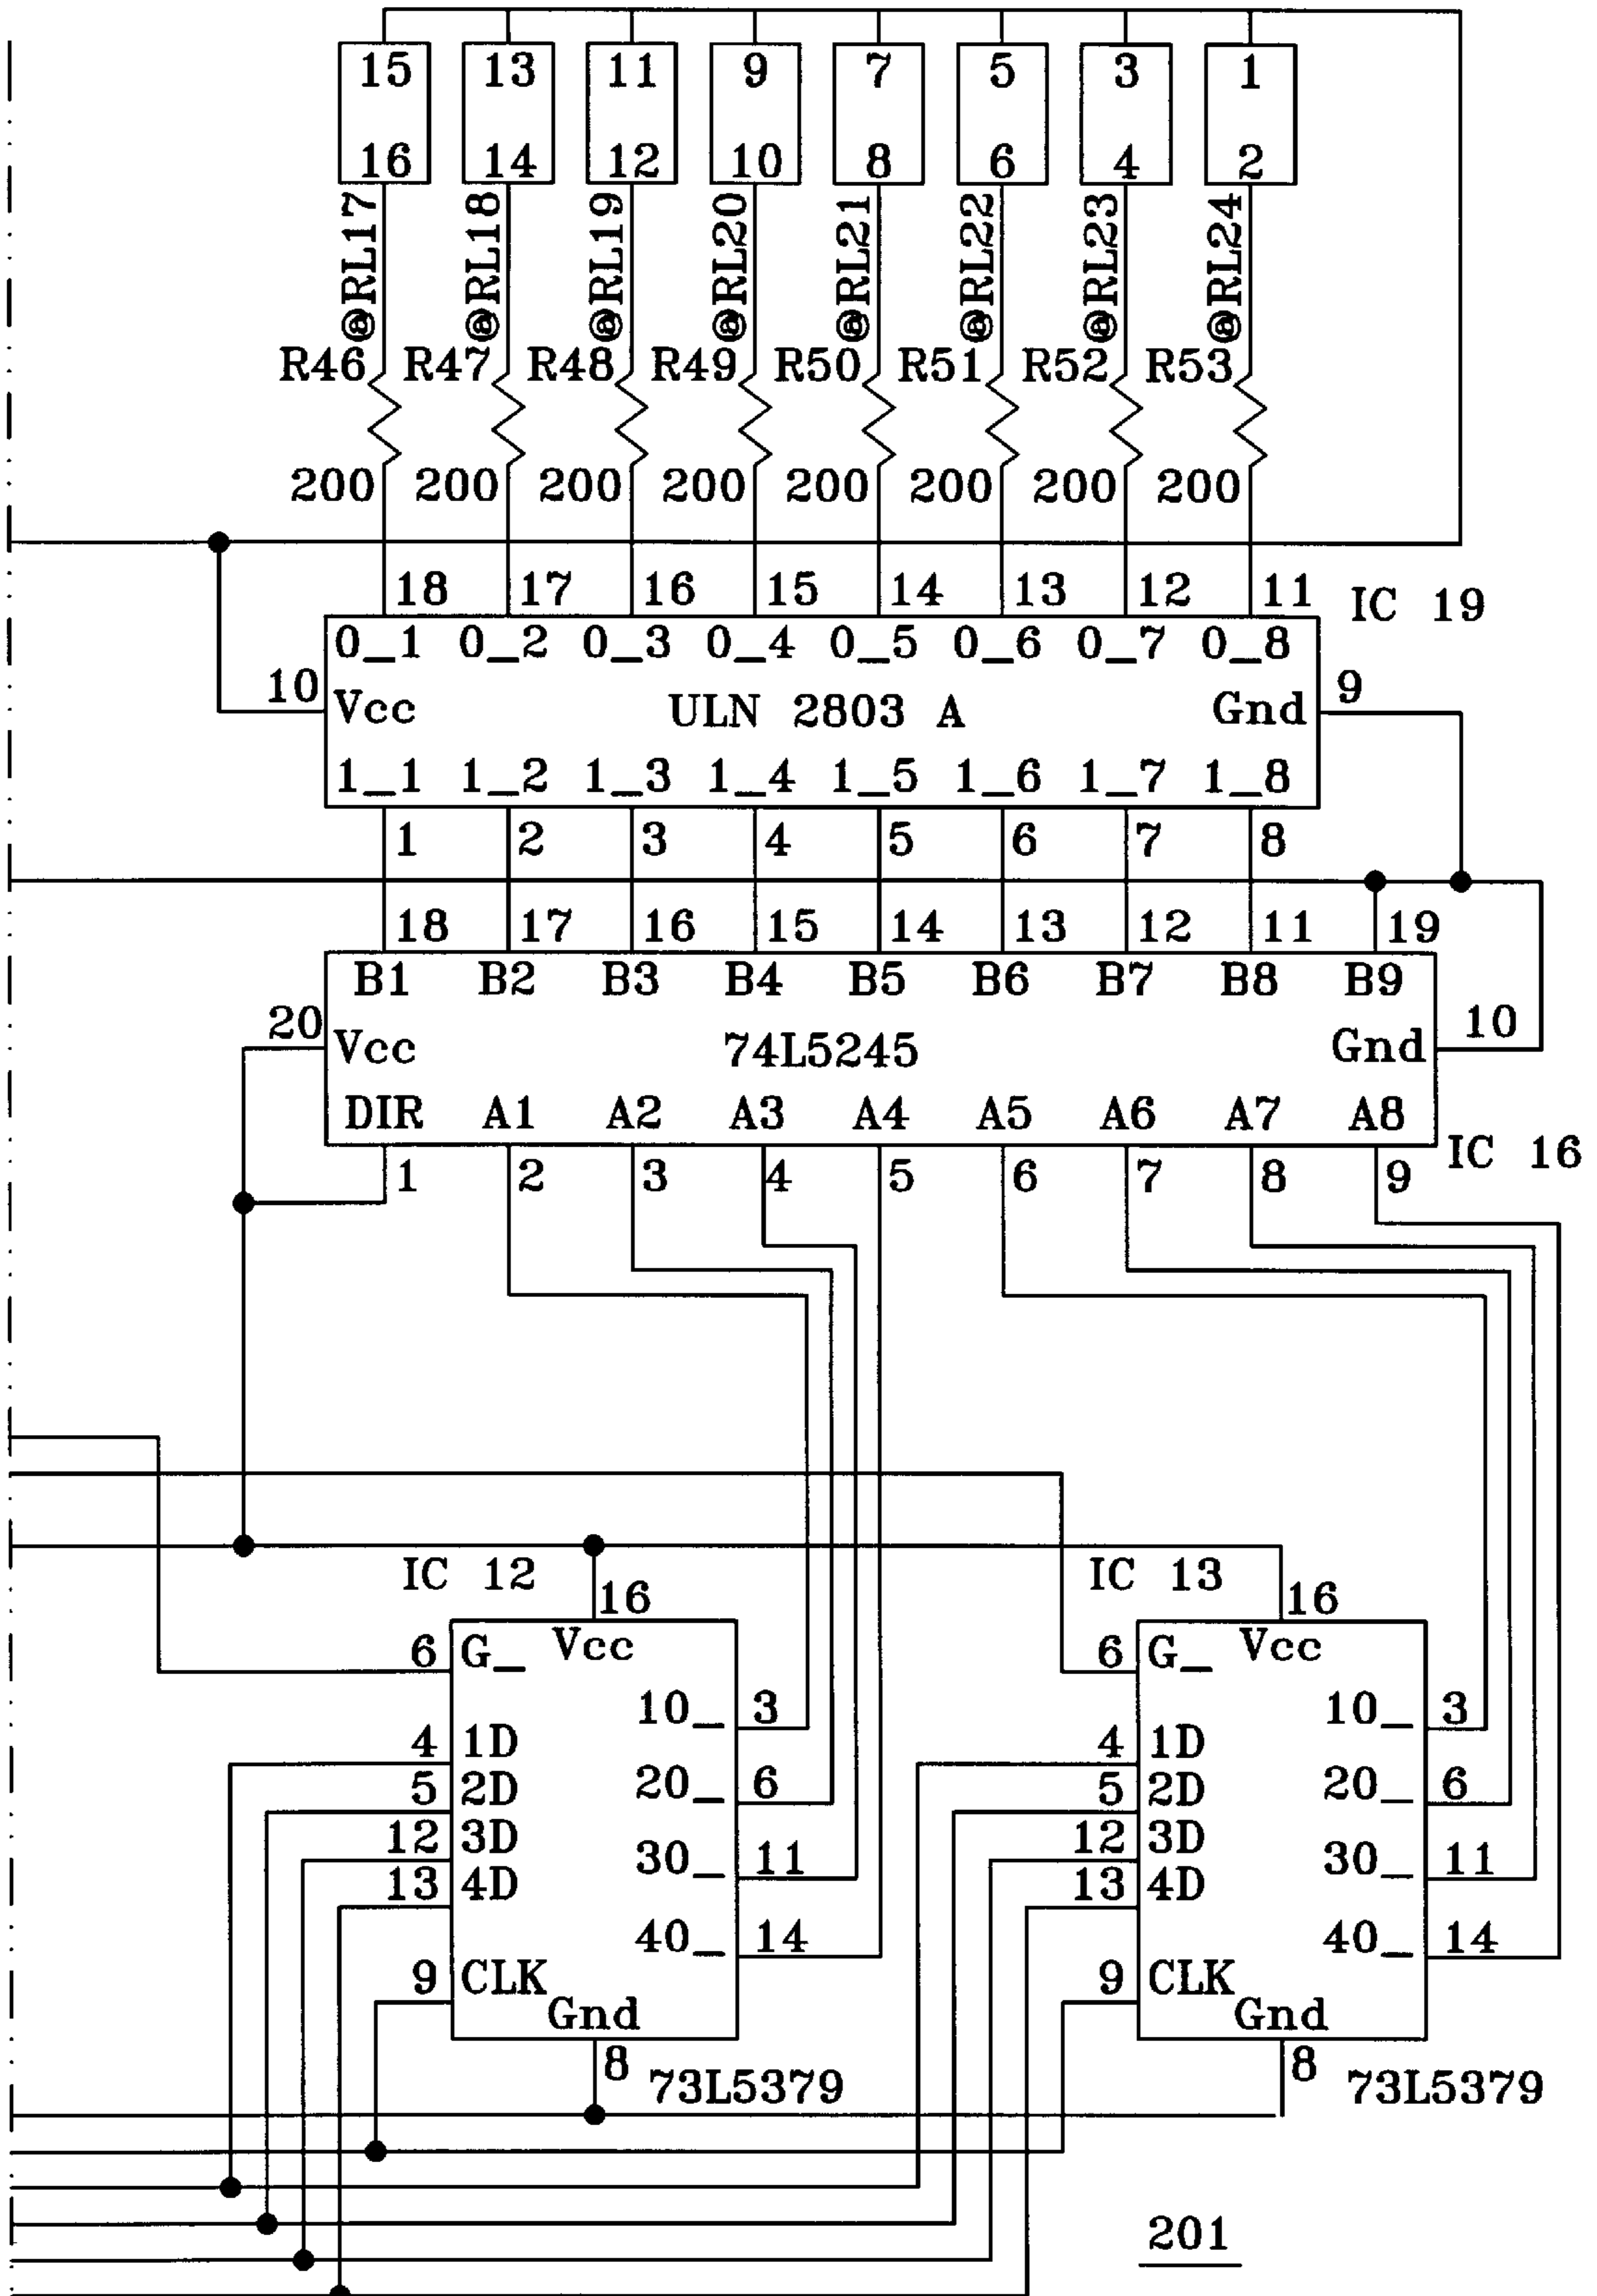 15 13 11 9 7 5 3 1
16 14 12 10 8 6 4 2
@RL17 @RL18 @RL19 @RL20 @RL21 @RL22 @RL23 @RL24
R46 R47 R48 R49 R50 R51 R52 R53
200 200 200 200 200 200 200 200
18 17 16 15 14 13 12 11 IC 19
0_1 0_2 0_3 0_4 0_5 0_6 0_7 0_8
10 Vcc ULN 2803 A Gnd 9
1_1 1_2 1_3 1_4 1_5 1_6 1_7 1_8
1 2 3 4 5 6 7 8
18 17 16 15 14 13 12 11 19
B1 B2 B3 B4 B5 B6 B7 B8 B9
20 Vcc 74L5245 Gnd 10
DIR A1 A2 A3 A4 A5 A6 A7 A8
IC 16
1 2 3 4 5 6 7 8 9
IC 12 IC 13
16 16
6 G_ Vcc 6 G_ Vcc
10_ 3 10_ 3
4 1D 4 1D
5 2D 20_ 6 5 2D 20_ 6
12 3D 12 3D
30_ 11 30_ 11
13 4D 13 4D
40_ 14 40_ 14
9 CLK 9 CLK
Gnd Gnd
8 73L5379 8 73L5379
201